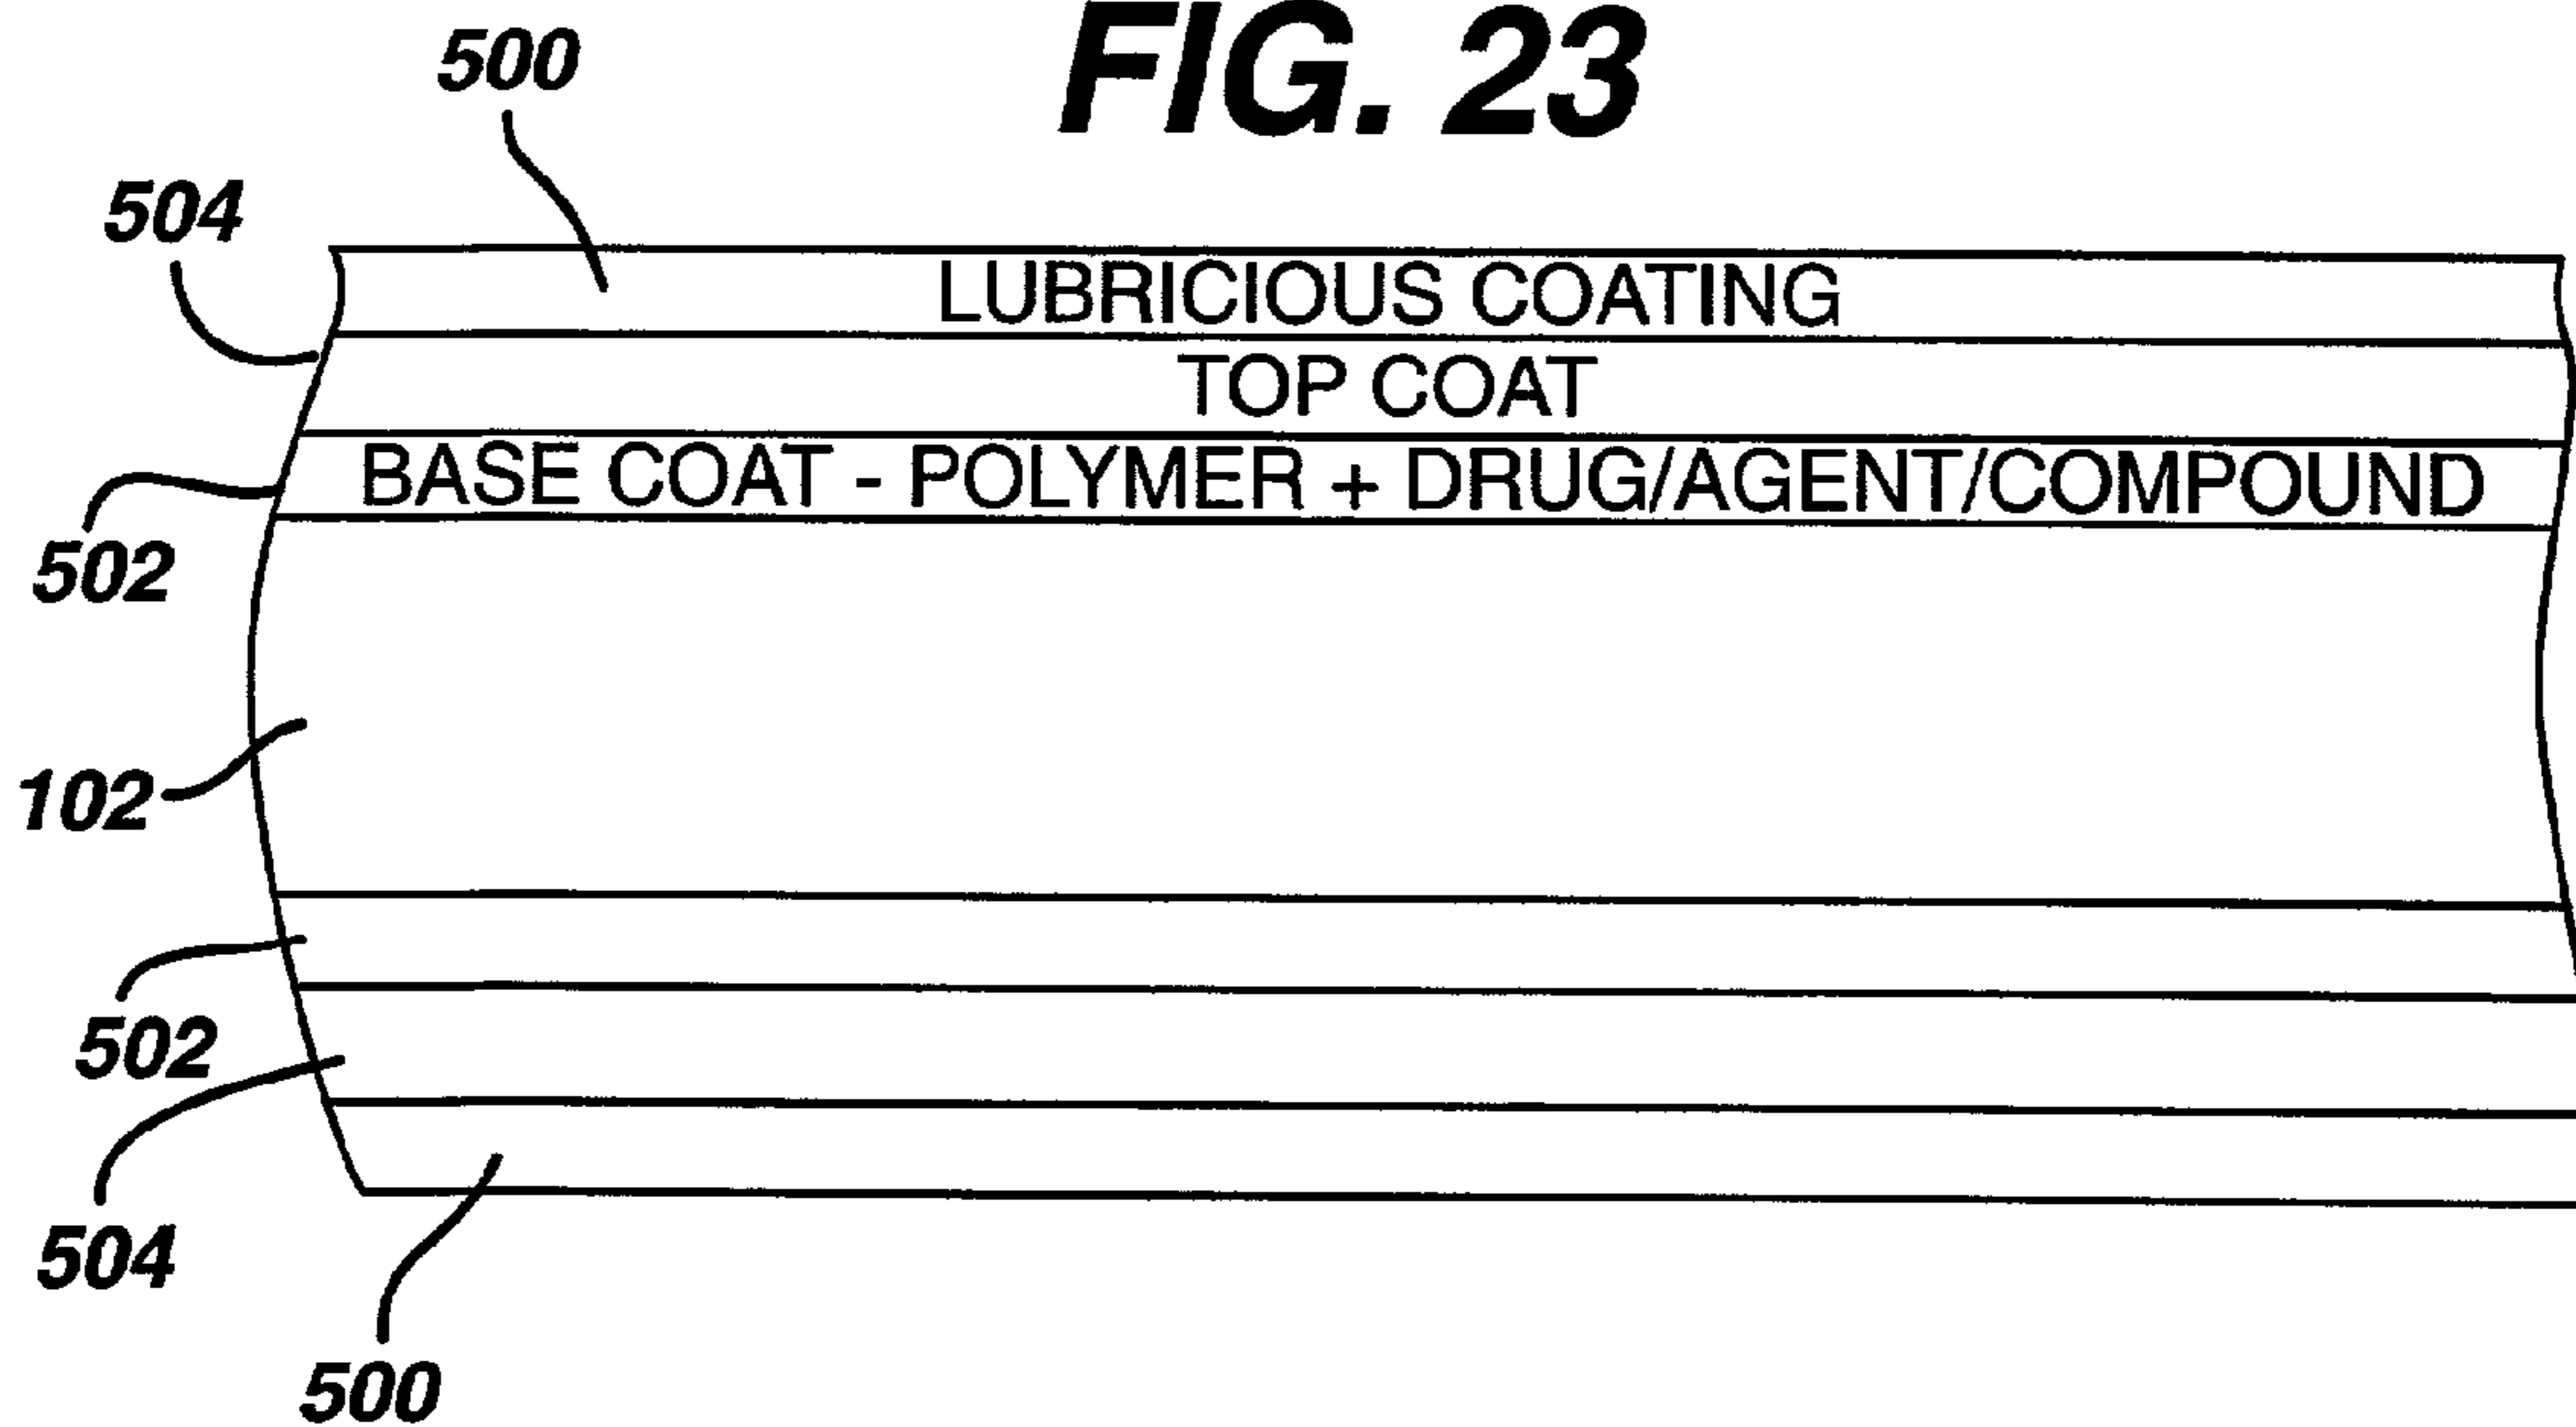 FIG. 23
500
504
LUBRICIOUS COATING
TOP COAT
BASE COAT - POLYMER + DRUG/AGENT/COMPOUND
502
102
502
504
500